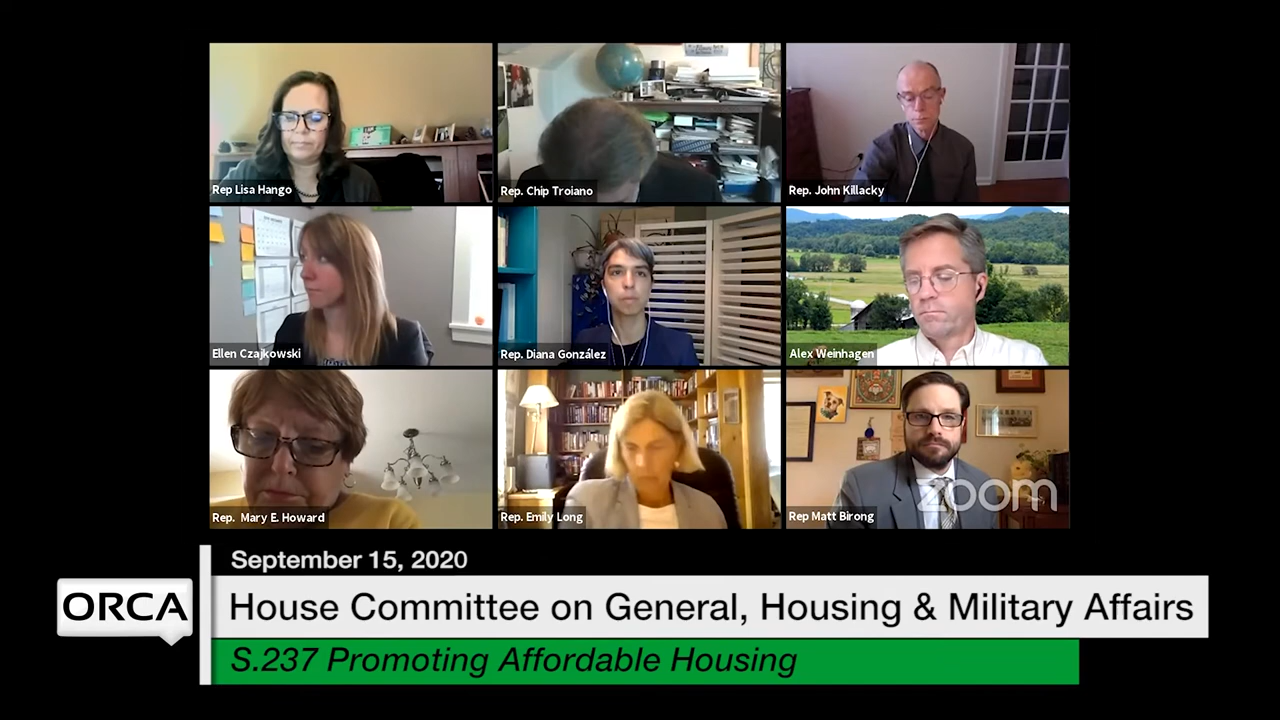 Rep Lisa Hango
Rep. Chip Troiano
Rep. John Killacky
Ellen Czajkowski
Rep. Diana González
Alex Weinhagen
Rep. Mary E. Howard
Rep. Emily Long
Rep Matt Birong
zoom
September 15, 2020
ORCA
House Committee on General, Housing & Military Affairs
S.237 Promoting Affordable Housing